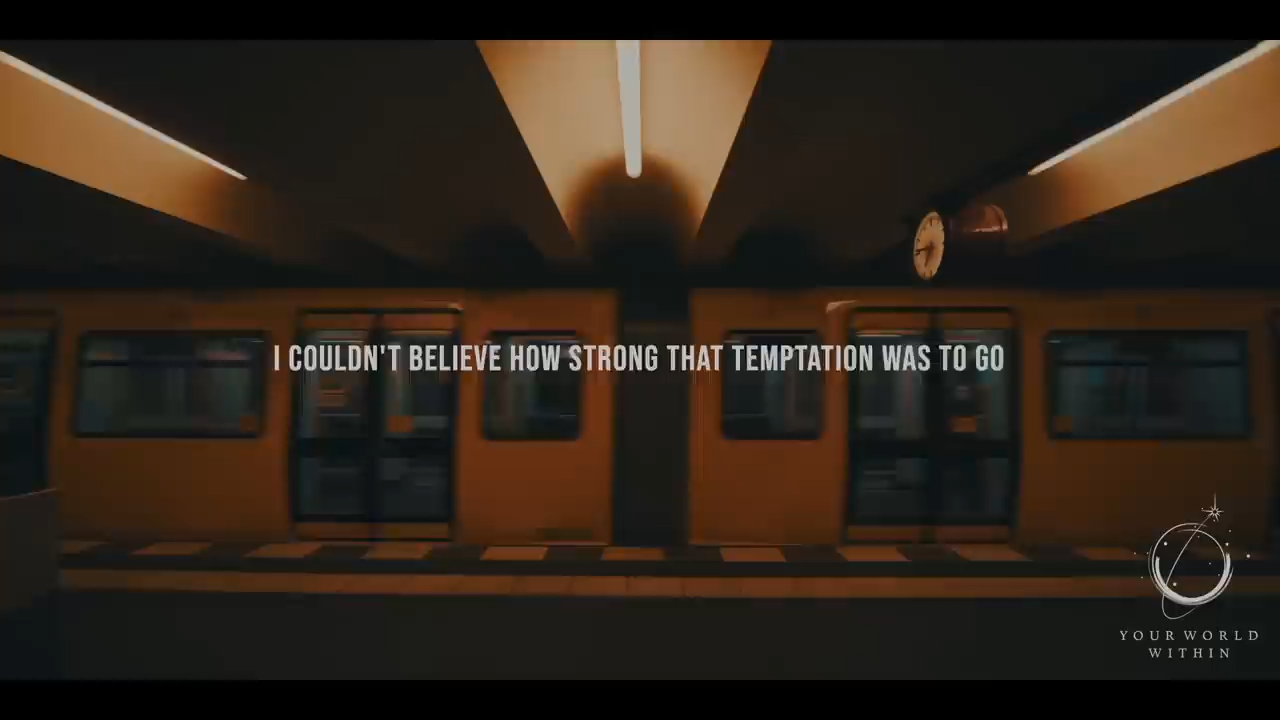 I COULDN'T BELIEVE HOW STRONG THAT TEMPTATION WAS TO GO
YOUR WORLD
WITHIN